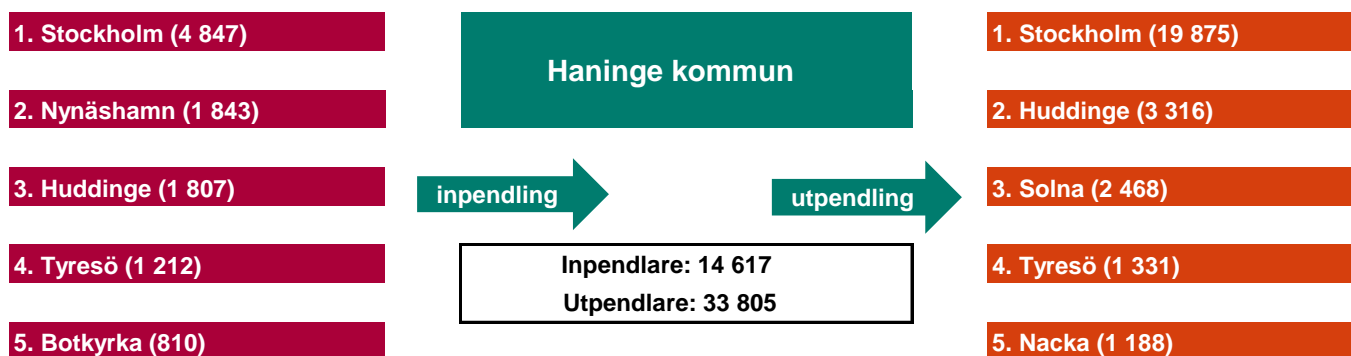 1. Stockholm (4 847)
2. Nynäshamn (1 843)
3. Huddinge (1 807)
4. Tyresö (1 212)
5. Botkyrka (810)
Haninge kommun
inpendling
utpendling
Inpendlare: 14 617
Utpendlare: 33 805
1. Stockholm (19 875)
2. Huddinge (3 316)
3. Solna (2 468)
4. Tyresö (1 331)
5. Nacka (1 188)